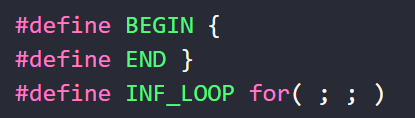 #define BEGIN {
#define END }
#define INF_LOOP for( ; ; )